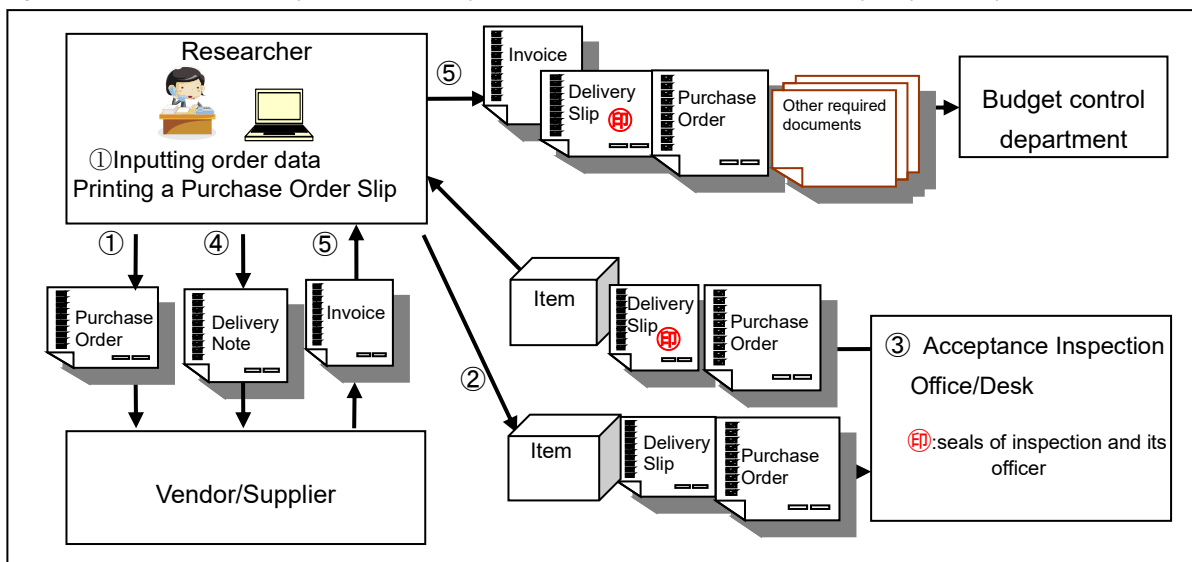 Researcher
①Inputting order data
Printing a Purchase Order Slip
⑤
Invoice
Delivery
Slip
印
Purchase
Order
Other required
documents
Budget control
department
①
④
⑤
Purchase
Order
Delivery
Note
Invoice
②
Item
Delivery
Slip
印
Purchase
Order
Item
Delivery
Slip
Purchase
Order
③ Acceptance Inspection
Office/Desk
印:seals of inspection and its
officer
Vendor/Supplier